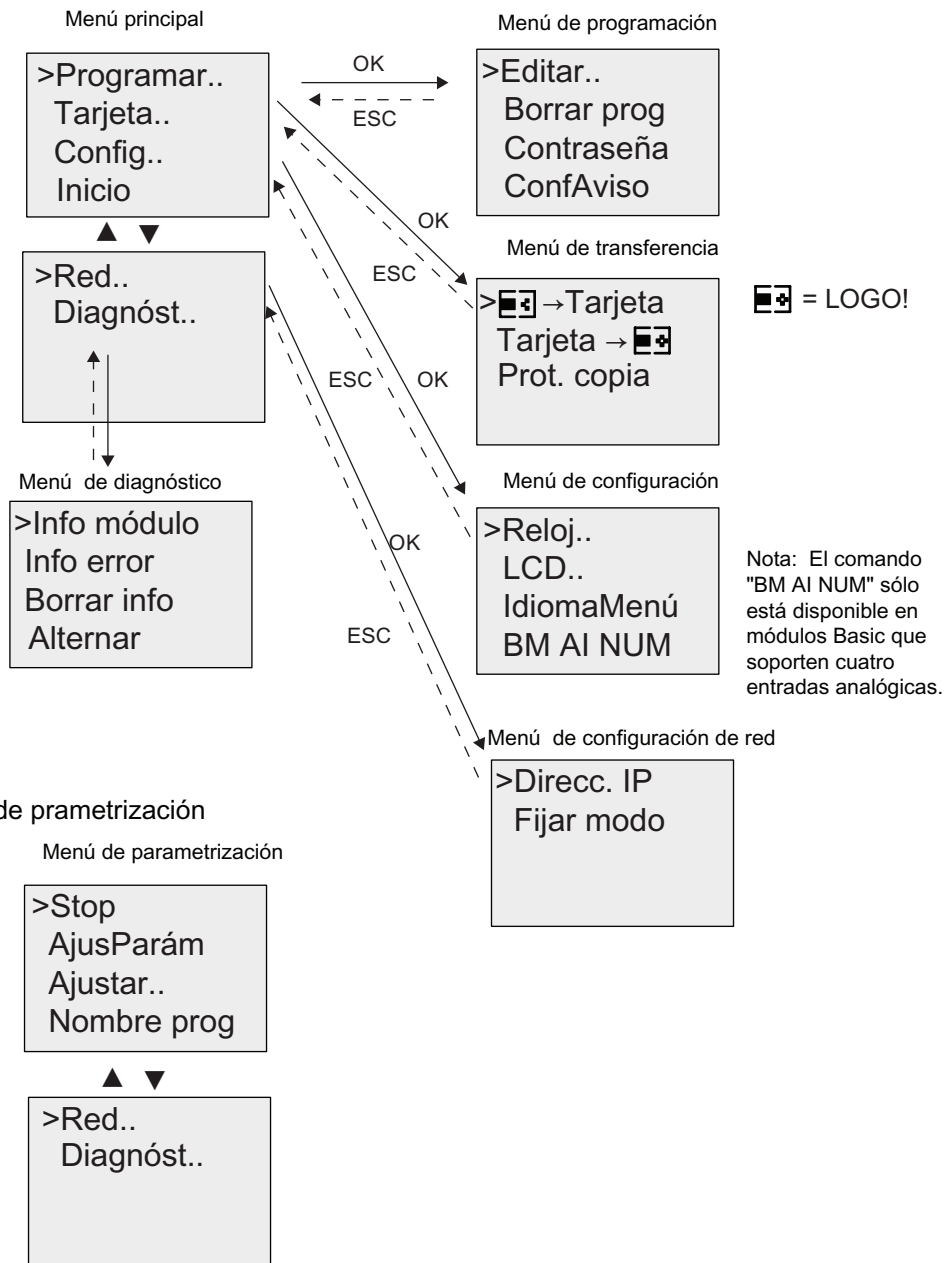 Menú principal
>Programar..
Tarjeta..
Config..
Inicio
▲ ▼
>Red..
Diagnóst..
Menú de diagnóstico
>Info módulo
Info error
Borrar info
Alternar
OK
ESC
OK
ESC
OK
ESC
OK
ESC
Menú de programación
>Editar..
Borrar prog
Contraseña
ConfAviso
Menú de transferencia
> →Tarjeta
Tarjeta →
Prot. copia
= LOGO!
Menú de configuración
>Reloj..
LCD..
IdiomaMenú
BM AI NUM
Nota: El comando
"BM AI NUM" sólo
está disponible en
módulos Basic que
soporten cuatro
entradas analógicas.
Menú de configuración de red
>Direcc. IP
Fijar modo
de prametrización
Menú de parametrización
>Stop
AjusParám
Ajustar..
Nombre prog
▲ ▼
>Red..
Diagnóst..